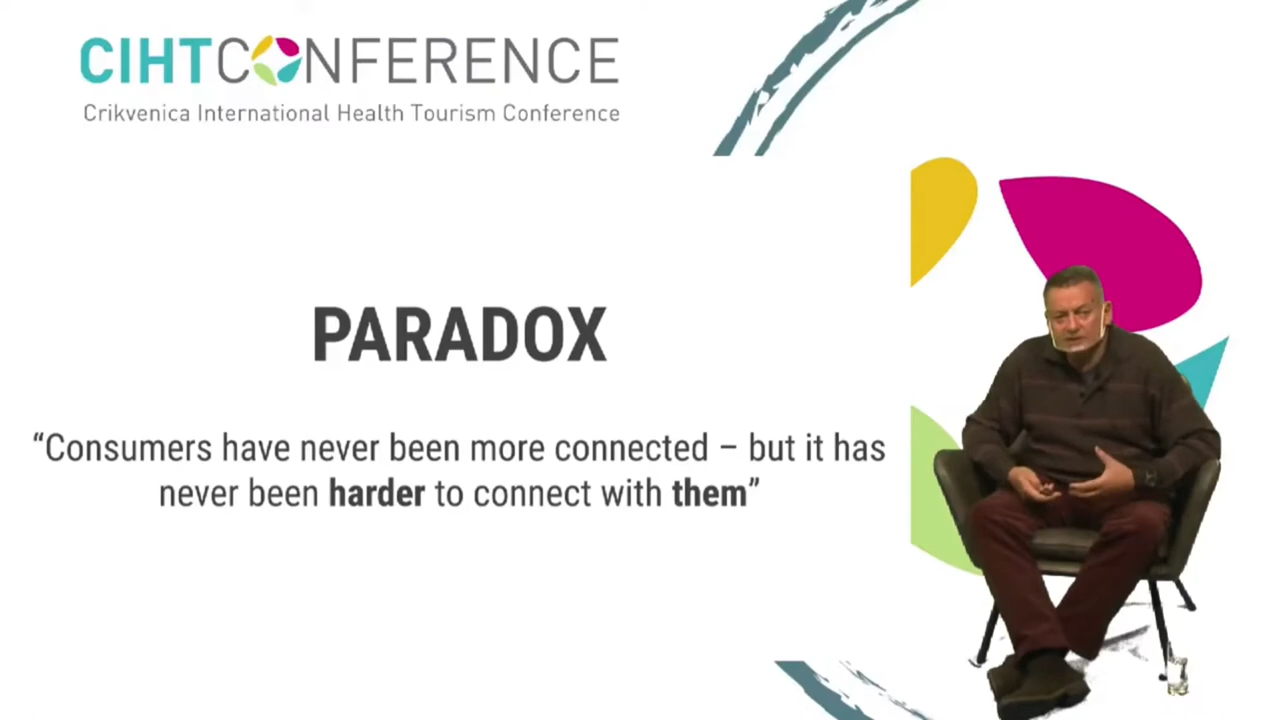 CIHTCONFERENCE
Crikvenica International Health Tourism Conference
PARADOX
“Consumers have never been more connected – but it has
never been harder to connect with them”